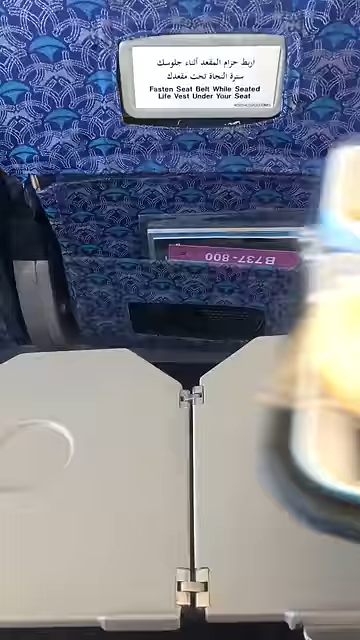 اربط حزام المقعد أثناء جلوسك
سترة النجاة تحت مقعدك
Fasten Seat Belt While Seated
Life Vest Under Your Seat
B737-800